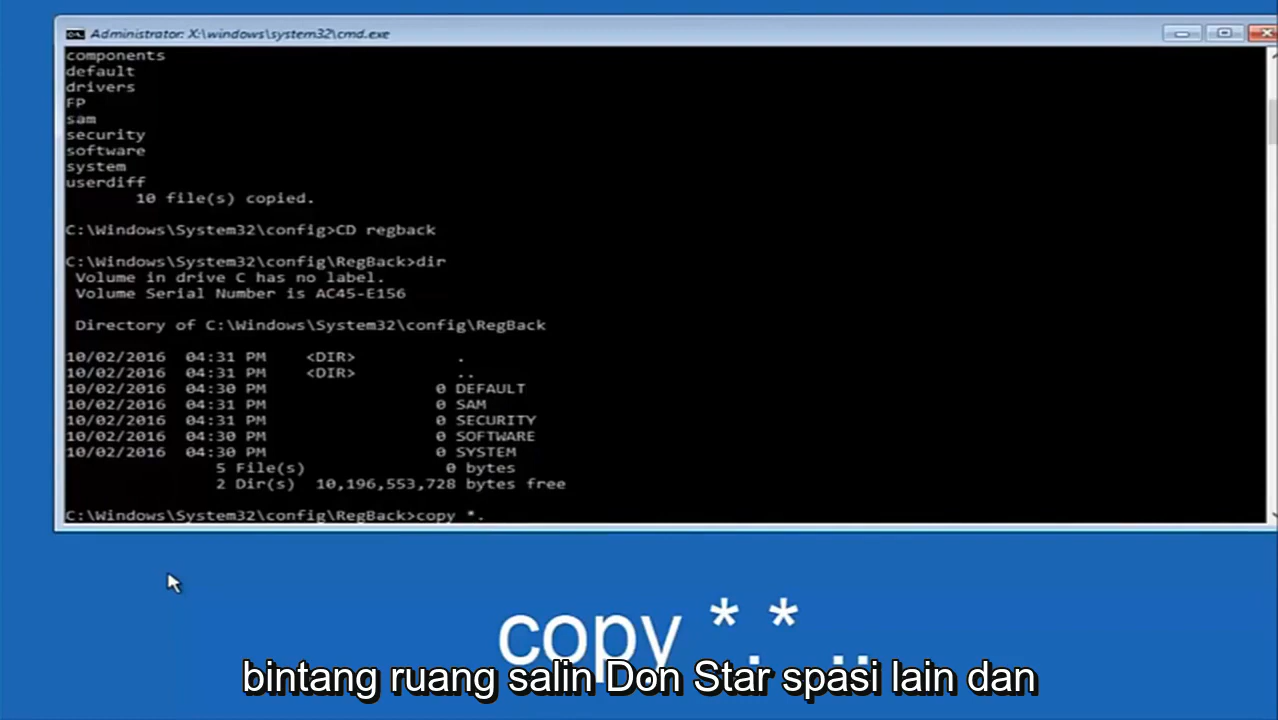 Administrator: X:\windows\system32\cmd.exe
components
default
drivers
FP
sam
security
software
system
userdiff
10 file(s) copied.
C:\Windows\System32\config>CD regback
C:\Windows\System32\config\RegBack>dir
Volume in drive C has no label.
Volume Serial Number is AC45-E156
Directory of C:\Windows\System32\config\RegBack
10/02/2016 04:31 PM <DIR> .
10/02/2016 04:31 PM <DIR> ..
10/02/2016 04:30 PM 0 DEFAULT
10/02/2016 04:31 PM 0 SAM
10/02/2016 04:31 PM 0 SECURITY
10/02/2016 04:30 PM 0 SOFTWARE
10/02/2016 04:30 PM 0 SYSTEM
5 File(s) 0 bytes
2 Dir(s) 10,196,553,728 bytes free
C:\Windows\System32\config\RegBack>copy *.
copy *.* ..
bintang ruang salin Don Star spasi lain dan